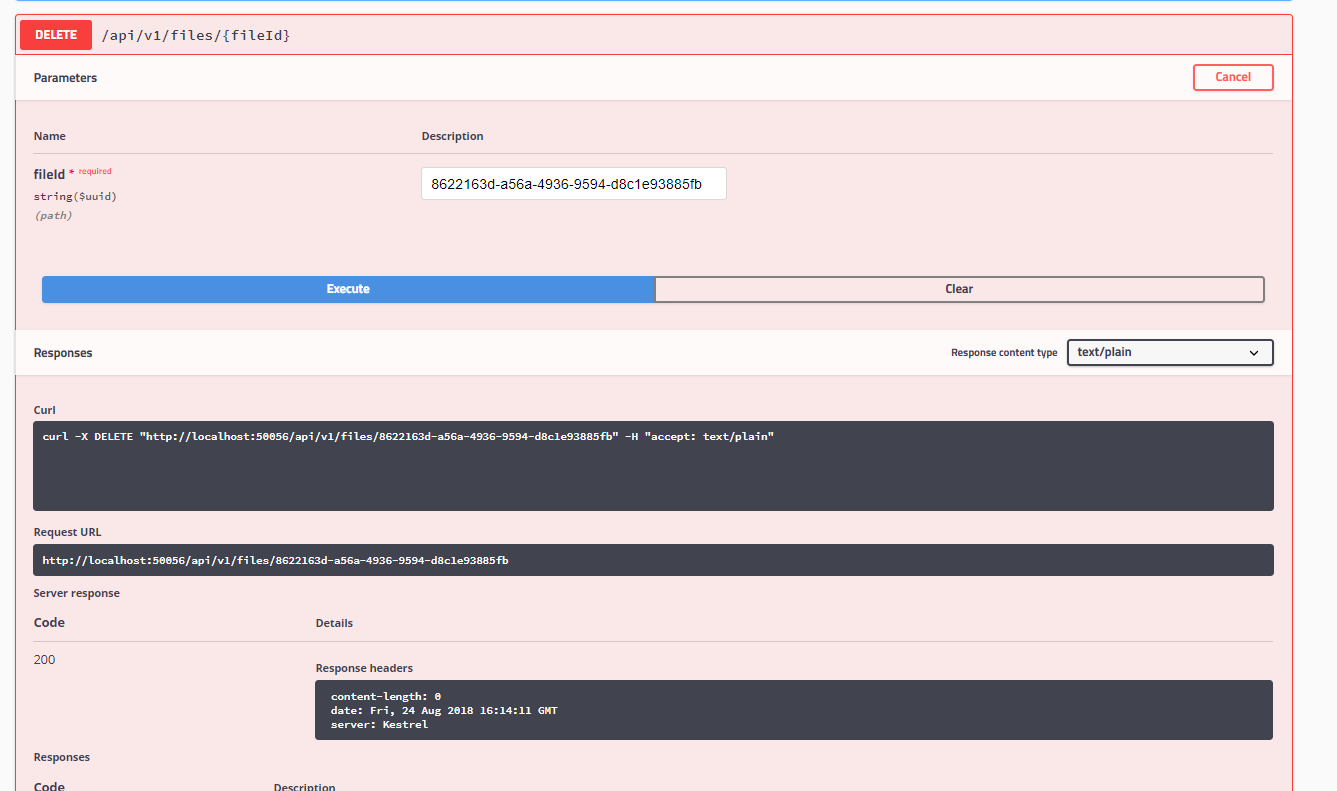 DELETE /api/v1/files/{fileId}
Parameters Cancel
Name Description
fileId * required 8622163d-a56a-4936-9594-d8c1e93885fb
string($uuid)
(path)
Execute Clear
Responses Response content type text/plain
Curl
curl -X DELETE "http://localhost:50056/api/v1/files/8622163d-a56a-4936-9594-d8c1e93885fb" -H "accept: text/plain"
Request URL
http://localhost:50056/api/v1/files/8622163d-a56a-4936-9594-d8c1e93885fb
Server response
Code Details
200
Response headers
content-length: 0
date: Fri, 24 Aug 2018 16:14:11 GMT
server: Kestrel
Responses
Code Description